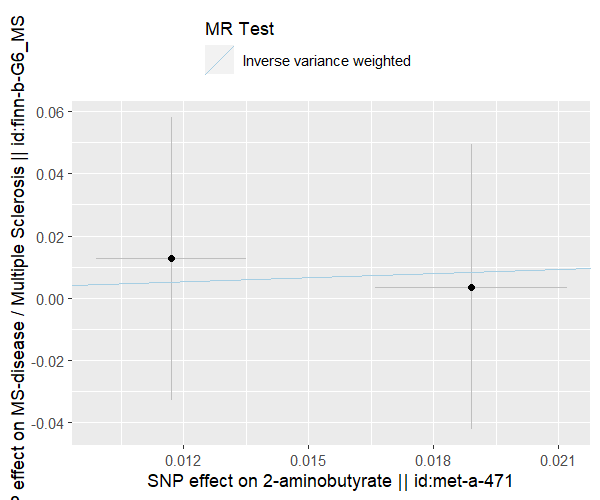 MR Test
Inverse variance weighted
effect on MS-disease / Multiple Sclerosis || id:finn-b-G6_MS
0.06
0.04
0.02
0.00
-0.02
-0.04
0.012
0.015
0.018
0.021
SNP effect on 2-aminobutyrate || id:met-a-471